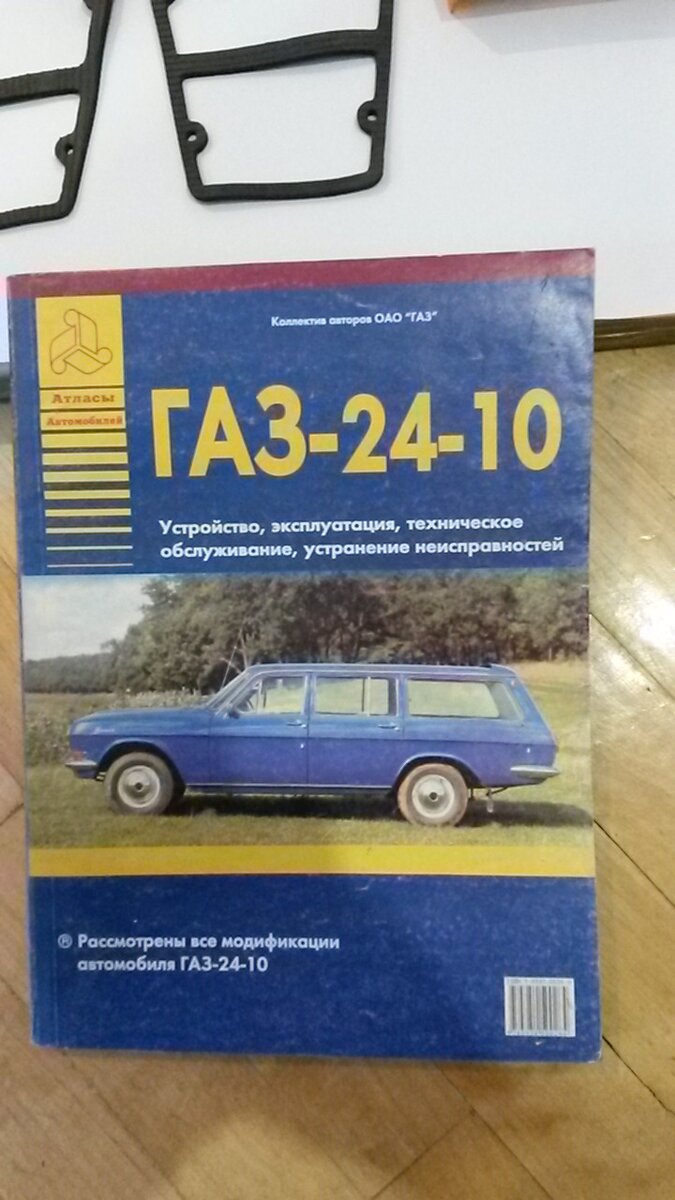 Коллектив авторов ОАО "ГАЗ"
Атласы
Автомобилей
ГАЗ-24-10
Устройство, эксплуатация, техническое
обслуживание, устранение неисправностей
® Рассмотрены все модификации
автомобиля ГАЗ-24-10